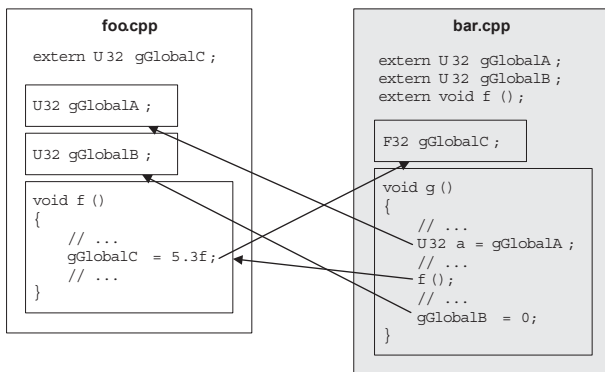 foo.cpp
extern U32 gGlobalC;
U32 gGlobalA;
U32 gGlobalB;
void f()
{
// ...
gGlobalC = 5.3f;
// ...
}
bar.cpp
extern U32 gGlobalA;
extern U32 gGlobalB;
extern void f();
F32 gGlobalC;
void g()
{
// ...
U32 a = gGlobalA;
// ...
f();
// ...
gGlobalB = 0;
}